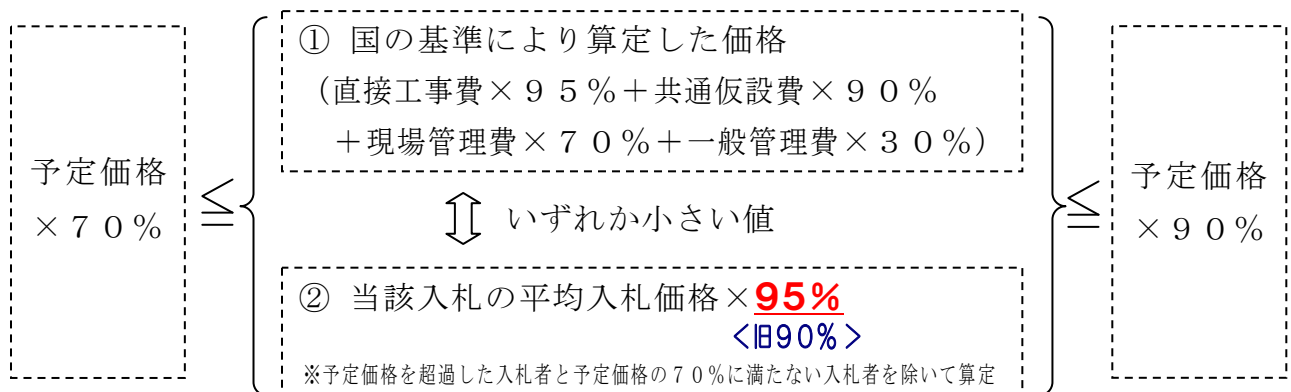 予定価格
×７０％
≦
① 国の基準により算定した価格
（直接工事費×９５％＋共通仮設費×９０％
＋現場管理費×７０％＋一般管理費×３０％）
いずれか小さい値
② 当該入札の平均入札価格×95%
＜旧90％＞
※予定価格を超過した入札者と予定価格の７０％に満たない入札者を除いて算定
≦
予定価格
×９０％